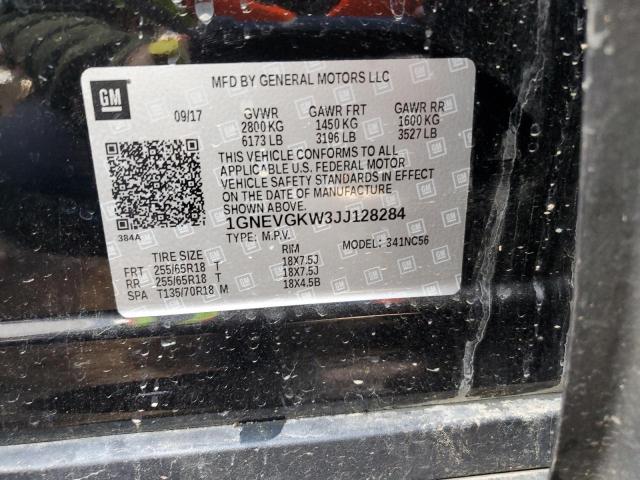 GM
MFD BY GENERAL MOTORS LLC
09/17 GVWR GAWR FRT GAWR RR
2800 KG 1450 KG 1600 KG
6173 LB 3196 LB 3527 LB
THIS VEHICLE CONFORMS TO ALL
APPLICABLE U.S. FEDERAL MOTOR
VEHICLE SAFETY STANDARDS IN EFFECT
ON THE DATE OF MANUFACTURE
SHOWN ABOVE.
384A
1GNEVGKW3JJ128284
TYPE: M.P.V. MODEL: 341NC56
TIRE SIZE RIM
FRT 255/65R18 T 18X7.5J
RR 255/65R18 T 18X7.5J
SPA T135/70R18 M 18X4.5B